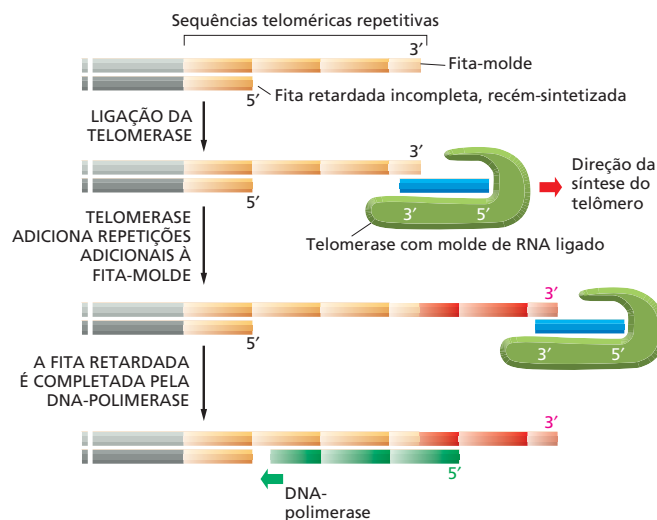 Sequências teloméricas repetitivas
3′
Fita-molde
5′
Fita retardada incompleta, recém-sintetizada
LIGAÇÃO DA
TELOMERASE
3′
5′
3′ 5′
Direção da
síntese do
telômero
Telomerase com molde de RNA ligado
TELOMERASE
ADICIONA REPETIÇÕES
ADICIONAIS À
FITA-MOLDE
3′
5′
3′ 5′
A FITA RETARDADA
É COMPLETADA PELA
DNA-POLIMERASE
3′
5′
DNA-
polimerase